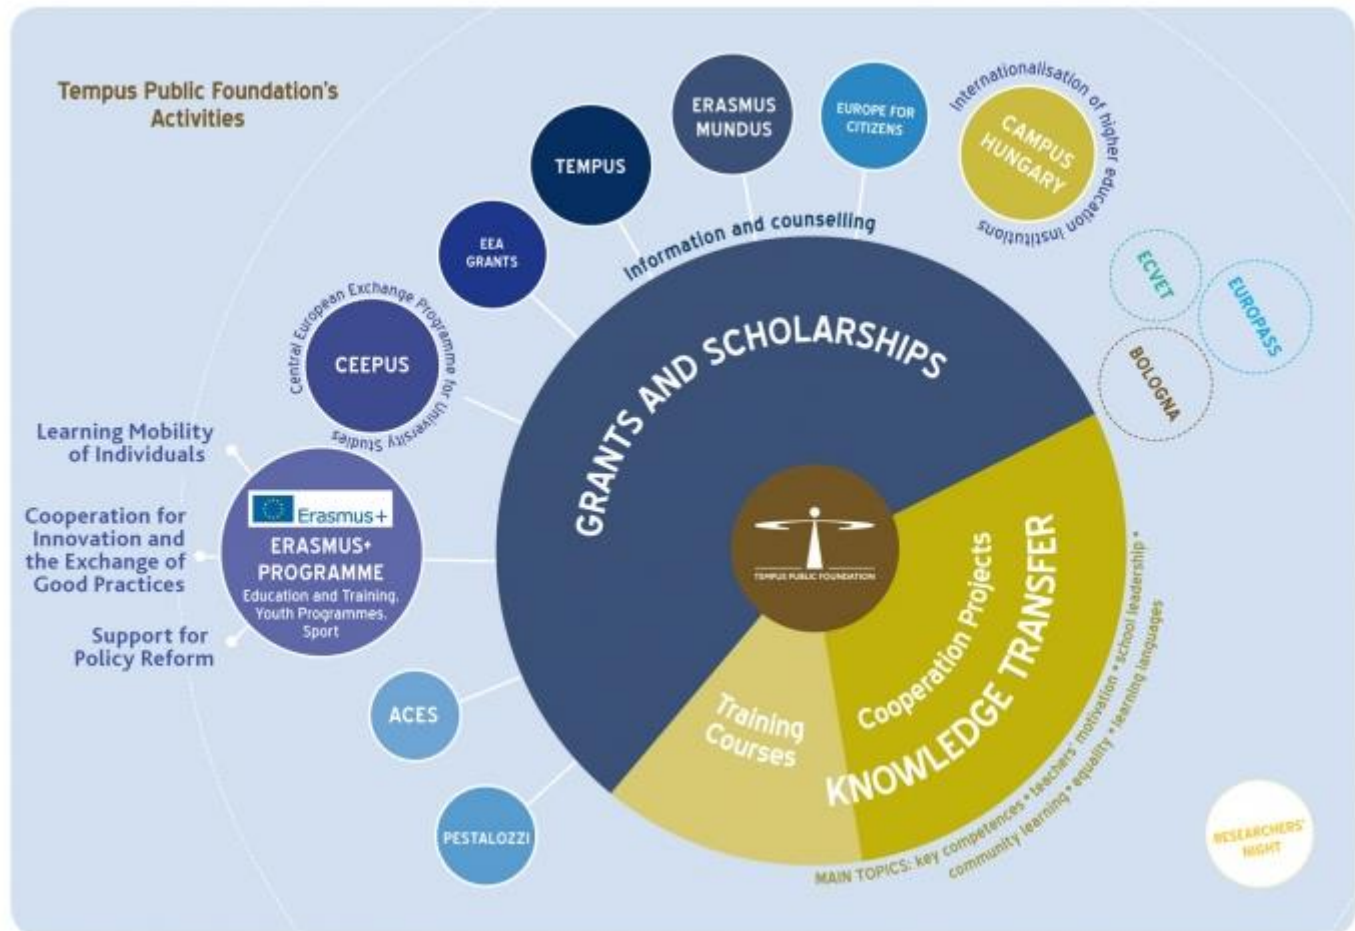 Tempus Public Foundation's
Activities
ERASMUS
MUNDUS
EUROPE FOR
CITIZENS
Internationalisation of higher education institutions
CAMPUS
HUNGARY
TEMPUS
EEA
GRANTS
Information and counselling
ECVET
EUROPASS
BOLOGNA
Central European Exchange Programme for University Studies
CEEPUS
GRANTS AND SCHOLARSHIPS
Learning Mobility
of Individuals
Cooperation for
Innovation and
the Exchange of
Good Practices
Support for
Policy Reform
Erasmus+
ERASMUS+
PROGRAMME
Education and Training,
Youth Programmes,
Sport
TEMPUS PUBLIC FOUNDATION
Cooperation Projects
KNOWLEDGE TRANSFER
Training
Courses
ACES
PESTALOZZI
MAIN TOPICS: key competences • teachers' motivation • school leadership •
community learning • equality • learning languages
RESEARCHERS'
NIGHT